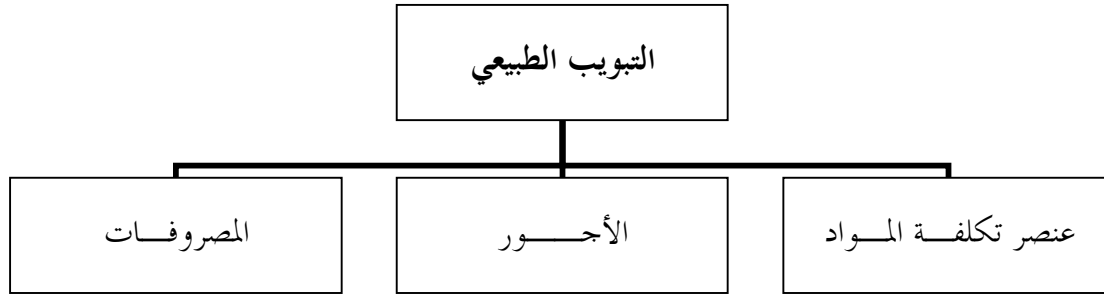 التبويب الطبيعي
عنصر تكلفة المواد
الأجور
المصروفات